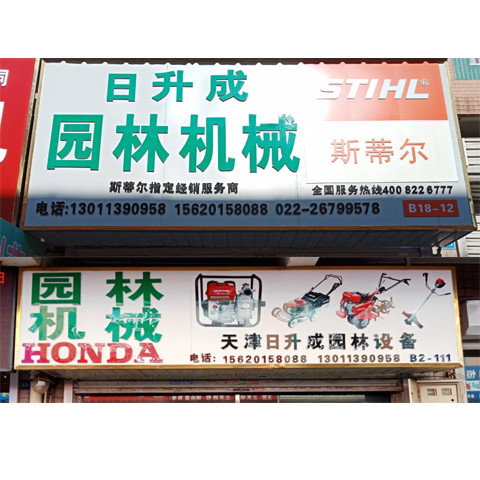 日升成
园林机械
斯蒂尔指定经销服务商
电话:13011390958 15620158088 022-26799578
STIHL®
斯蒂尔
全国服务热线400 822 6777
B18-12
园林
机械
HONDA
天津日升成园林设备
电话: 15620158088 13011390958 B2-111